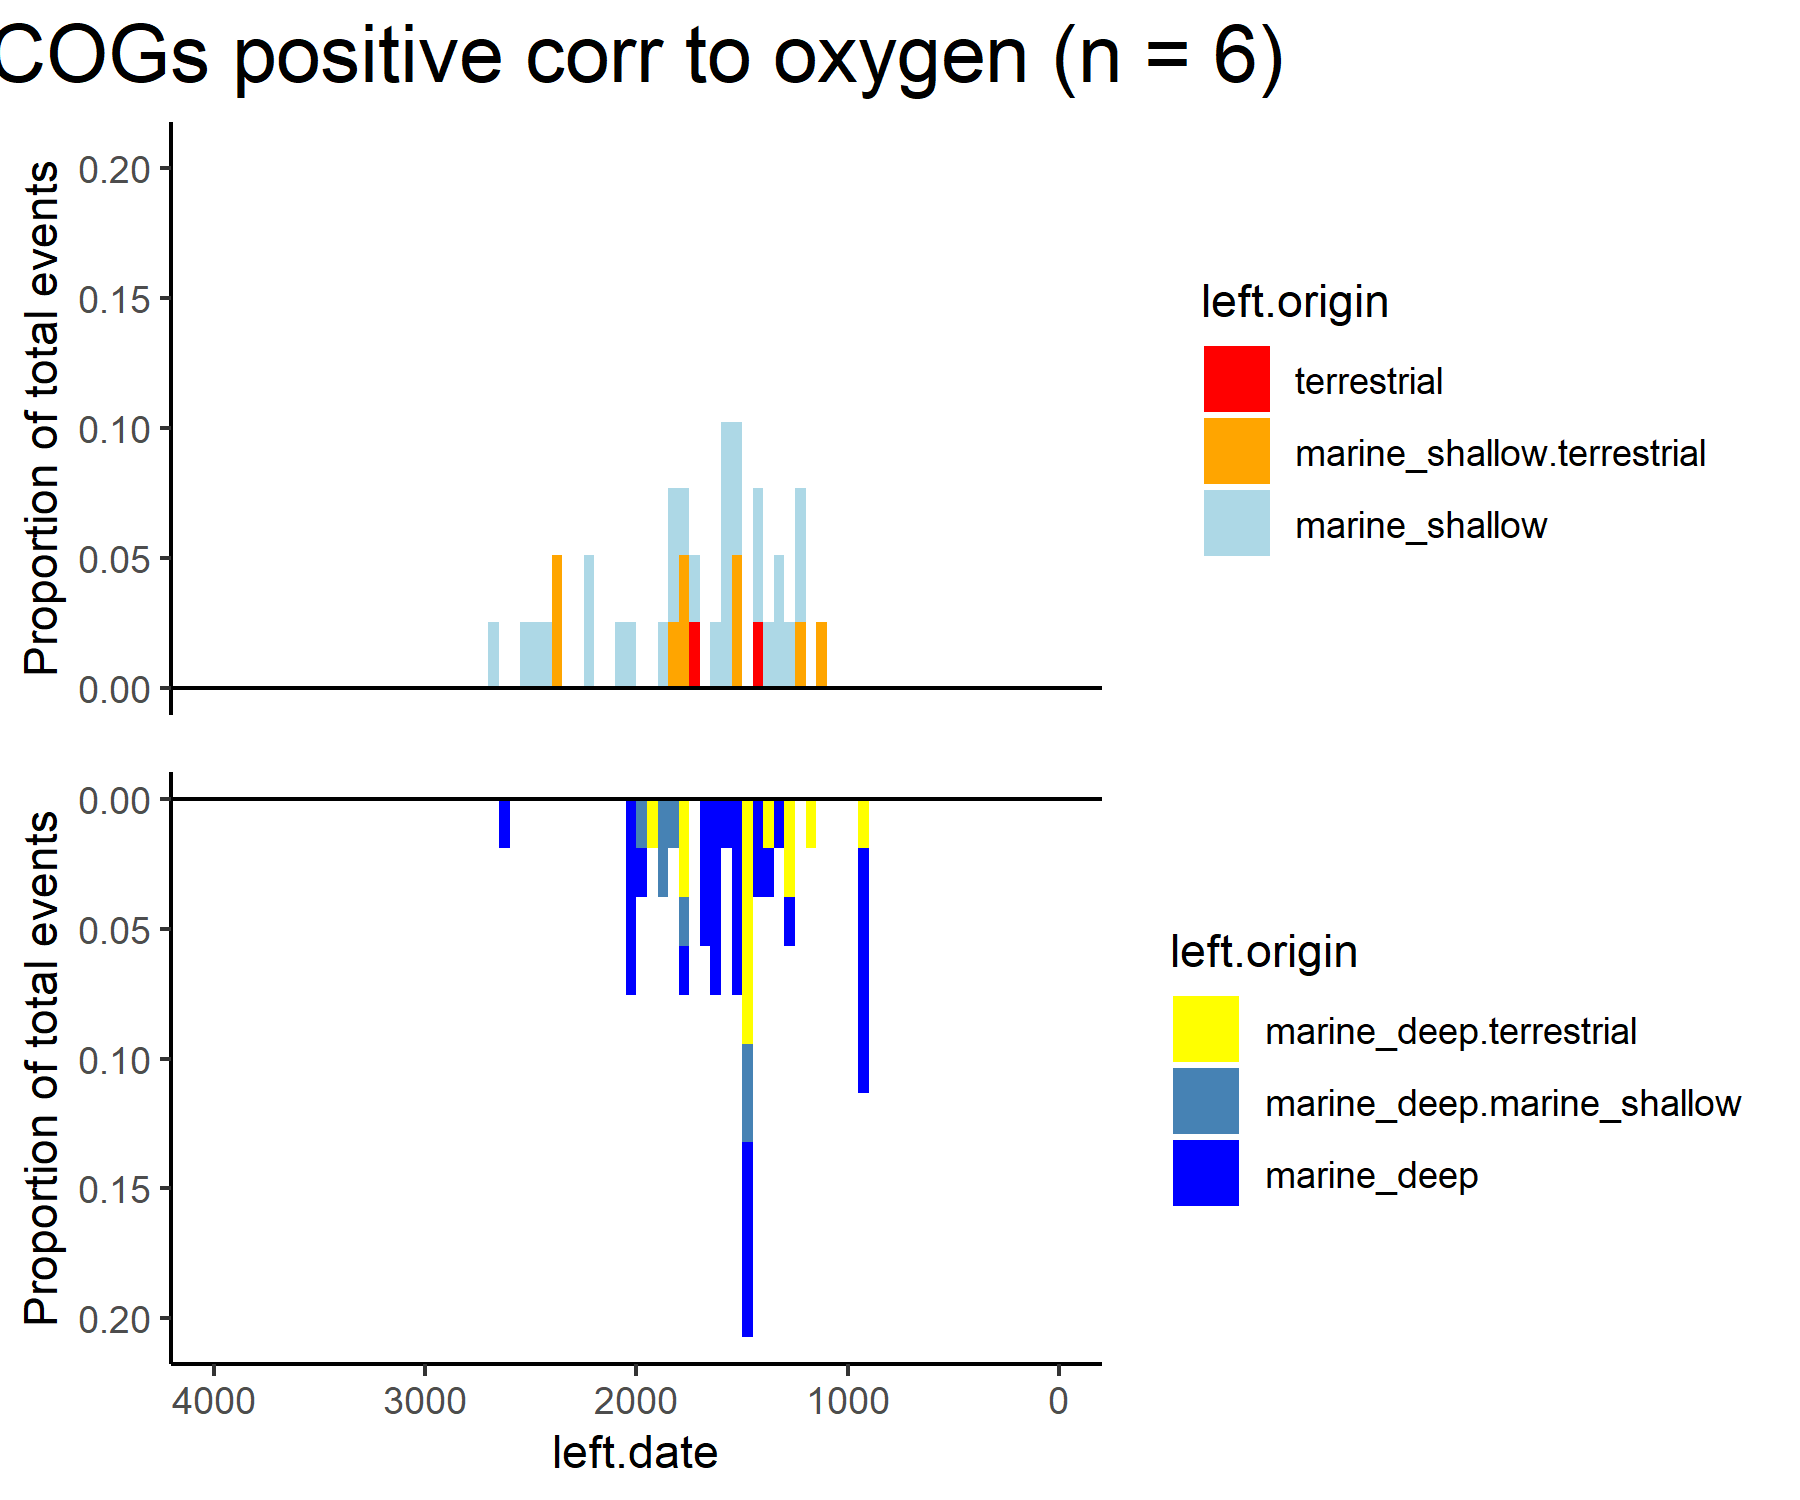 COGs positive corr to oxygen (n = 6)
Proportion of total events
0.20
0.15
0.10
0.05
0.00
left.origin
terrestrial
marine_shallow.terrestrial
marine_shallow
Proportion of total events
0.00
0.05
0.10
0.15
0.20
left.origin
marine_deep.terrestrial
marine_deep.marine_shallow
marine_deep
4000 3000 2000 1000 0
left.date